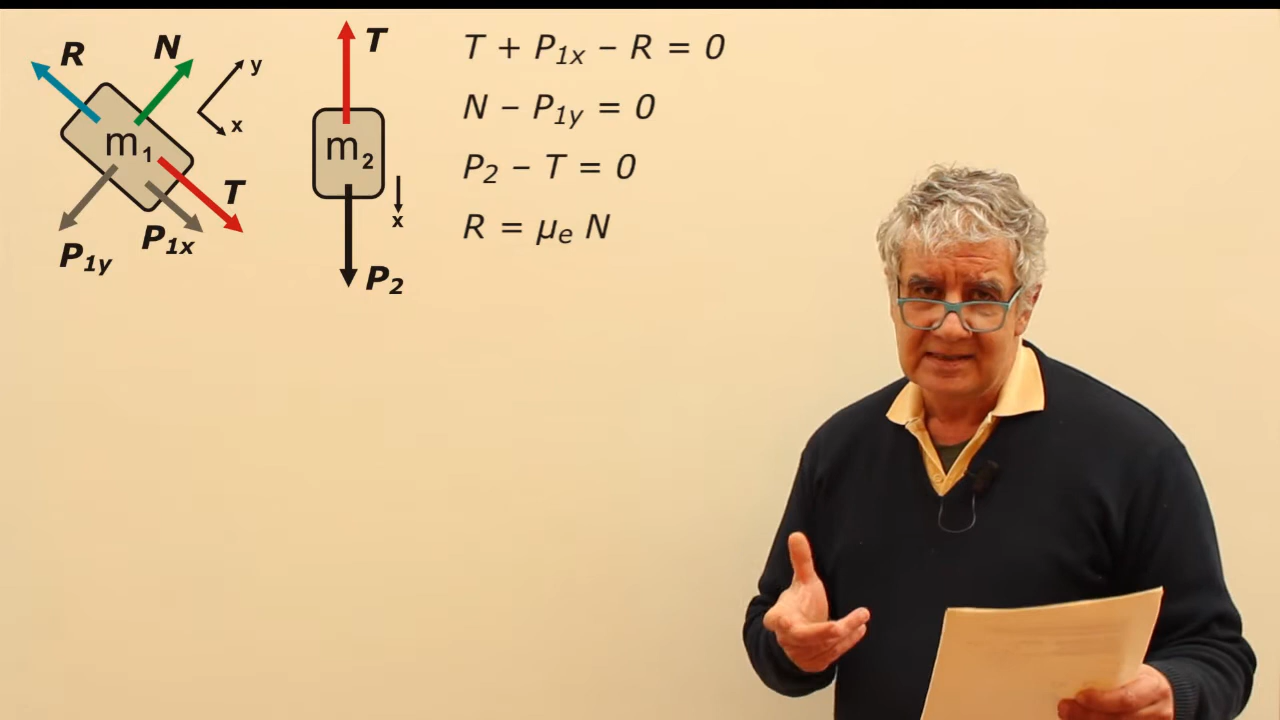 R
N
y
x
m₁
T
P₁ₓ
P₁y
T
m₂
x
P₂
T + P₁ₓ – R = 0
N – P₁y = 0
P₂ – T = 0
R = μₑ N